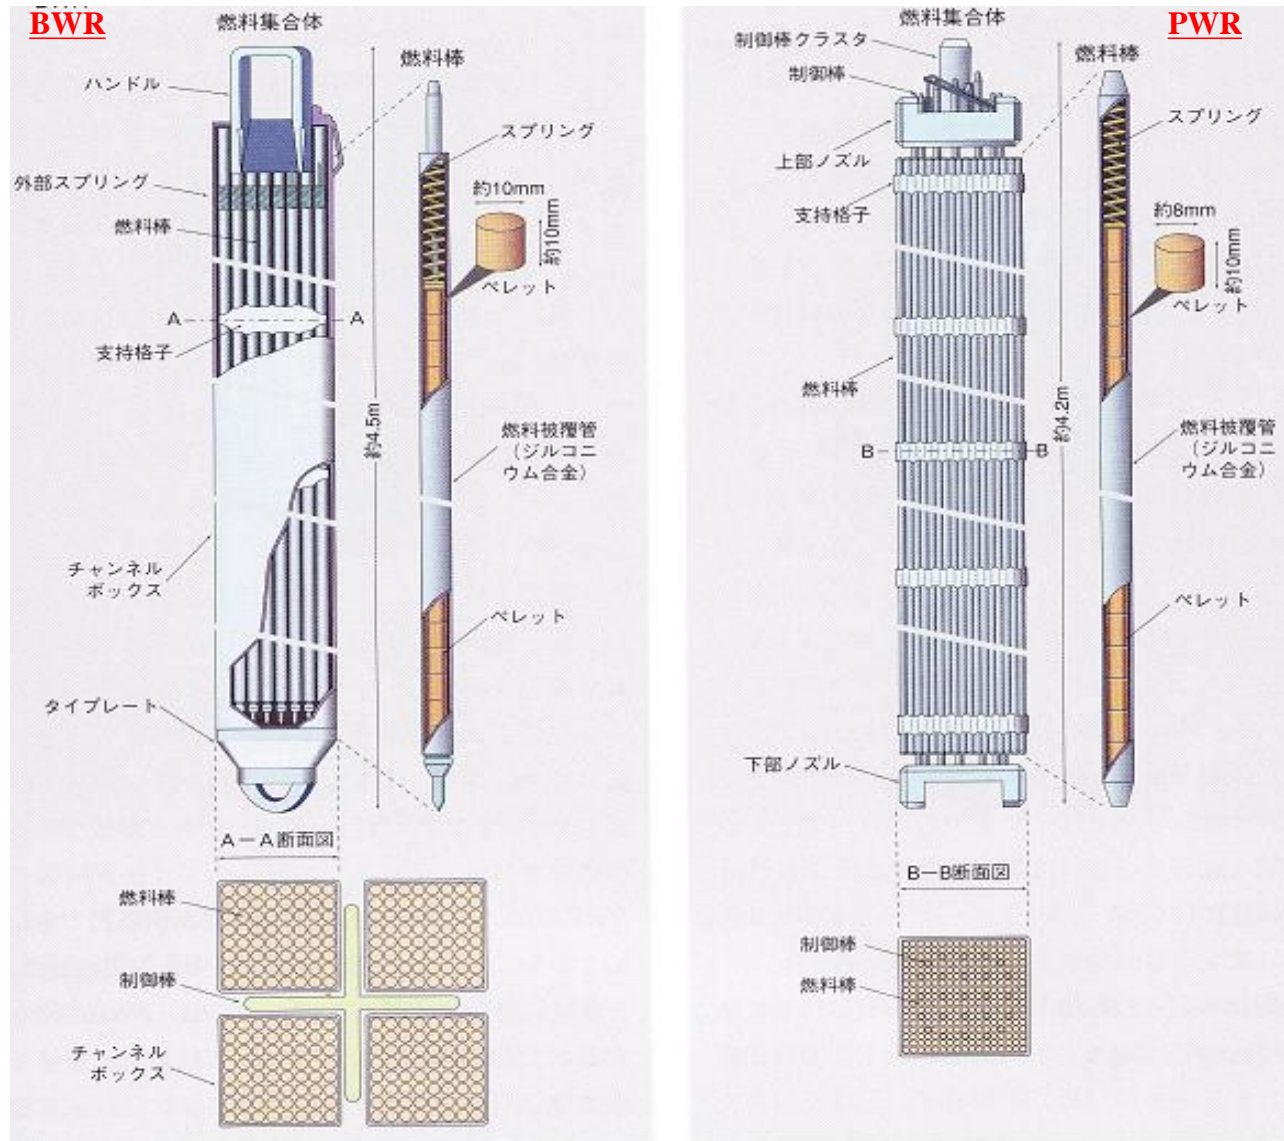 BWR
燃料集合体
燃料棒
ハンドル
スプリング
外部スプリング
約10mm
約10mm
燃料棒
ペレット
A
A
支持格子
約4.5m
燃料被覆管
（ジルコニ
ウム合金）
チャンネル
ボックス
ペレット
タイプレート
A－A断面図
燃料棒
制御棒
チャンネル
ボックス
PWR
燃料集合体
制御棒クラスタ
燃料棒
制御棒
スプリング
上部ノズル
支持格子
約8mm
約10mm
ペレット
燃料棒
約4.2m
燃料被覆管
（ジルコニ
ウム合金）
B
B
ペレット
下部ノズル
B－B断面図
制御棒
燃料棒